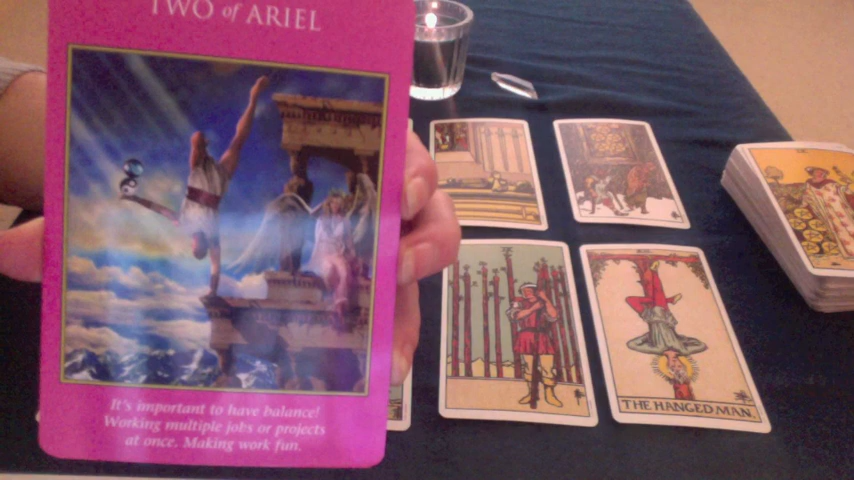 TWO of ARIEL
It's important to have balance!
Working multiple jobs or projects
at once. Making work fun.
THE HANGED MAN.